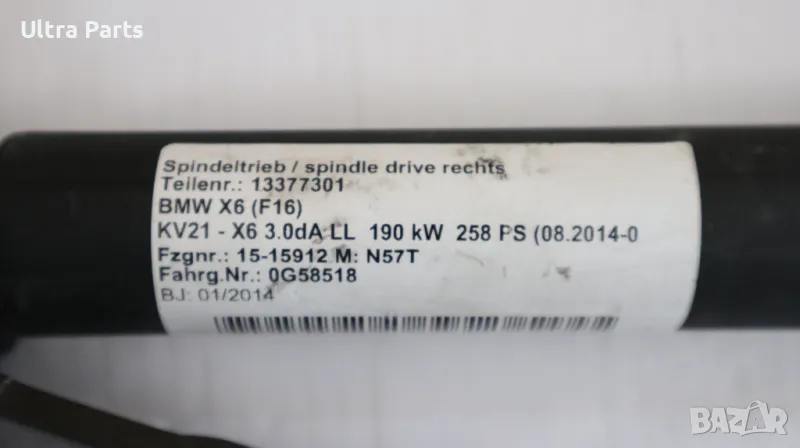 Ultra Parts
Spindeltrieb / spindle drive rechts
Teilenr.: 13377301
BMW X6 (F16)
KV21 - X6 3.0dA LL 190 kW 258 PS (08.2014-0
Fzgnr.: 15-15912 M: N57T
Fahrg.Nr.: 0G58518
BJ: 01/2014
BAZAR